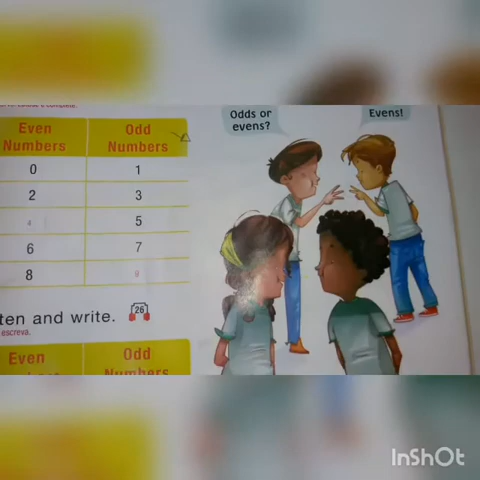 Odds or
evens?
Evens!
Even
Numbers
Odd
Numbers
0
1
2
3
4
5
6
7
8
9
ten and write.
26
escreva.
Even
Odd
Numbers
InShOt